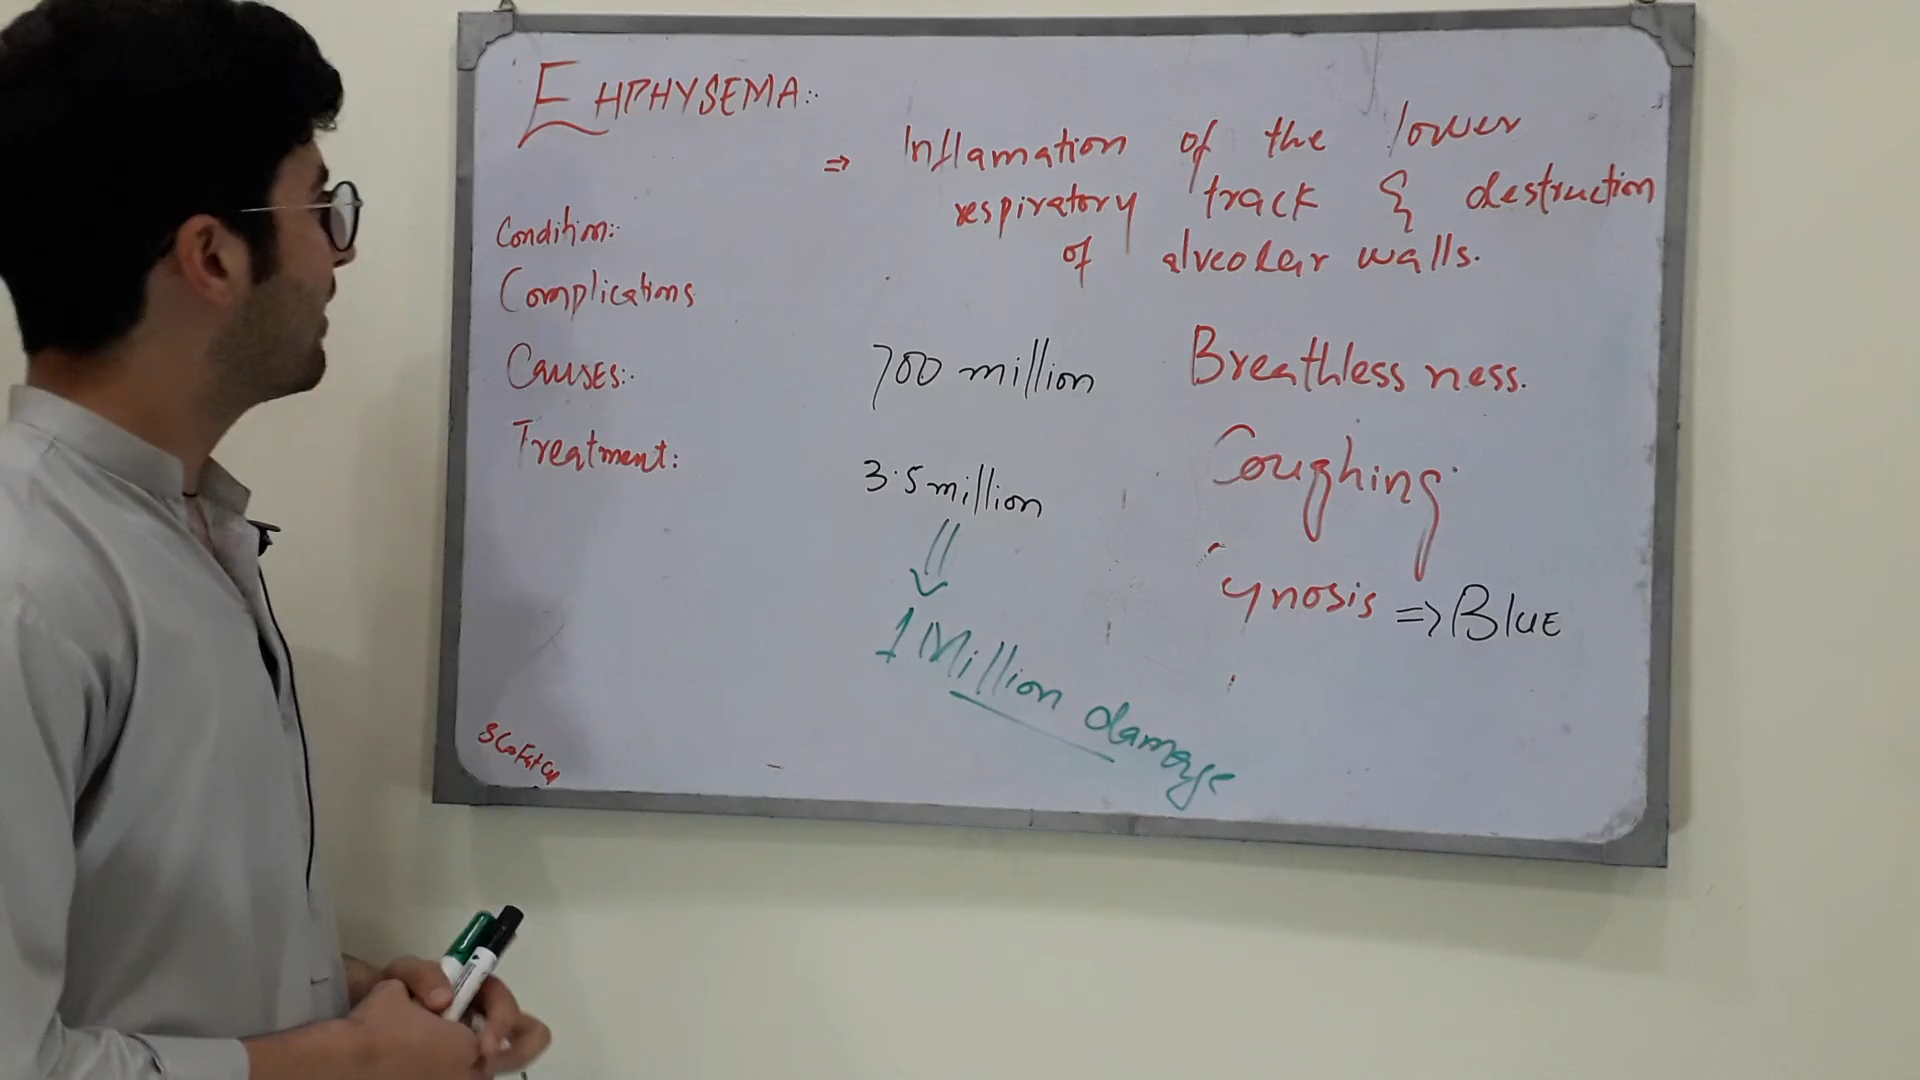 EHPHYSEMA:
⇒ Inflamation of the lower
respiratory track & destruction
of alveolar walls.
Condition:
Complications
Causes:
Treatment:
700 million
3.5 million
1 Million damage
Breathless ness.
Coughing
Cynosis => Blue